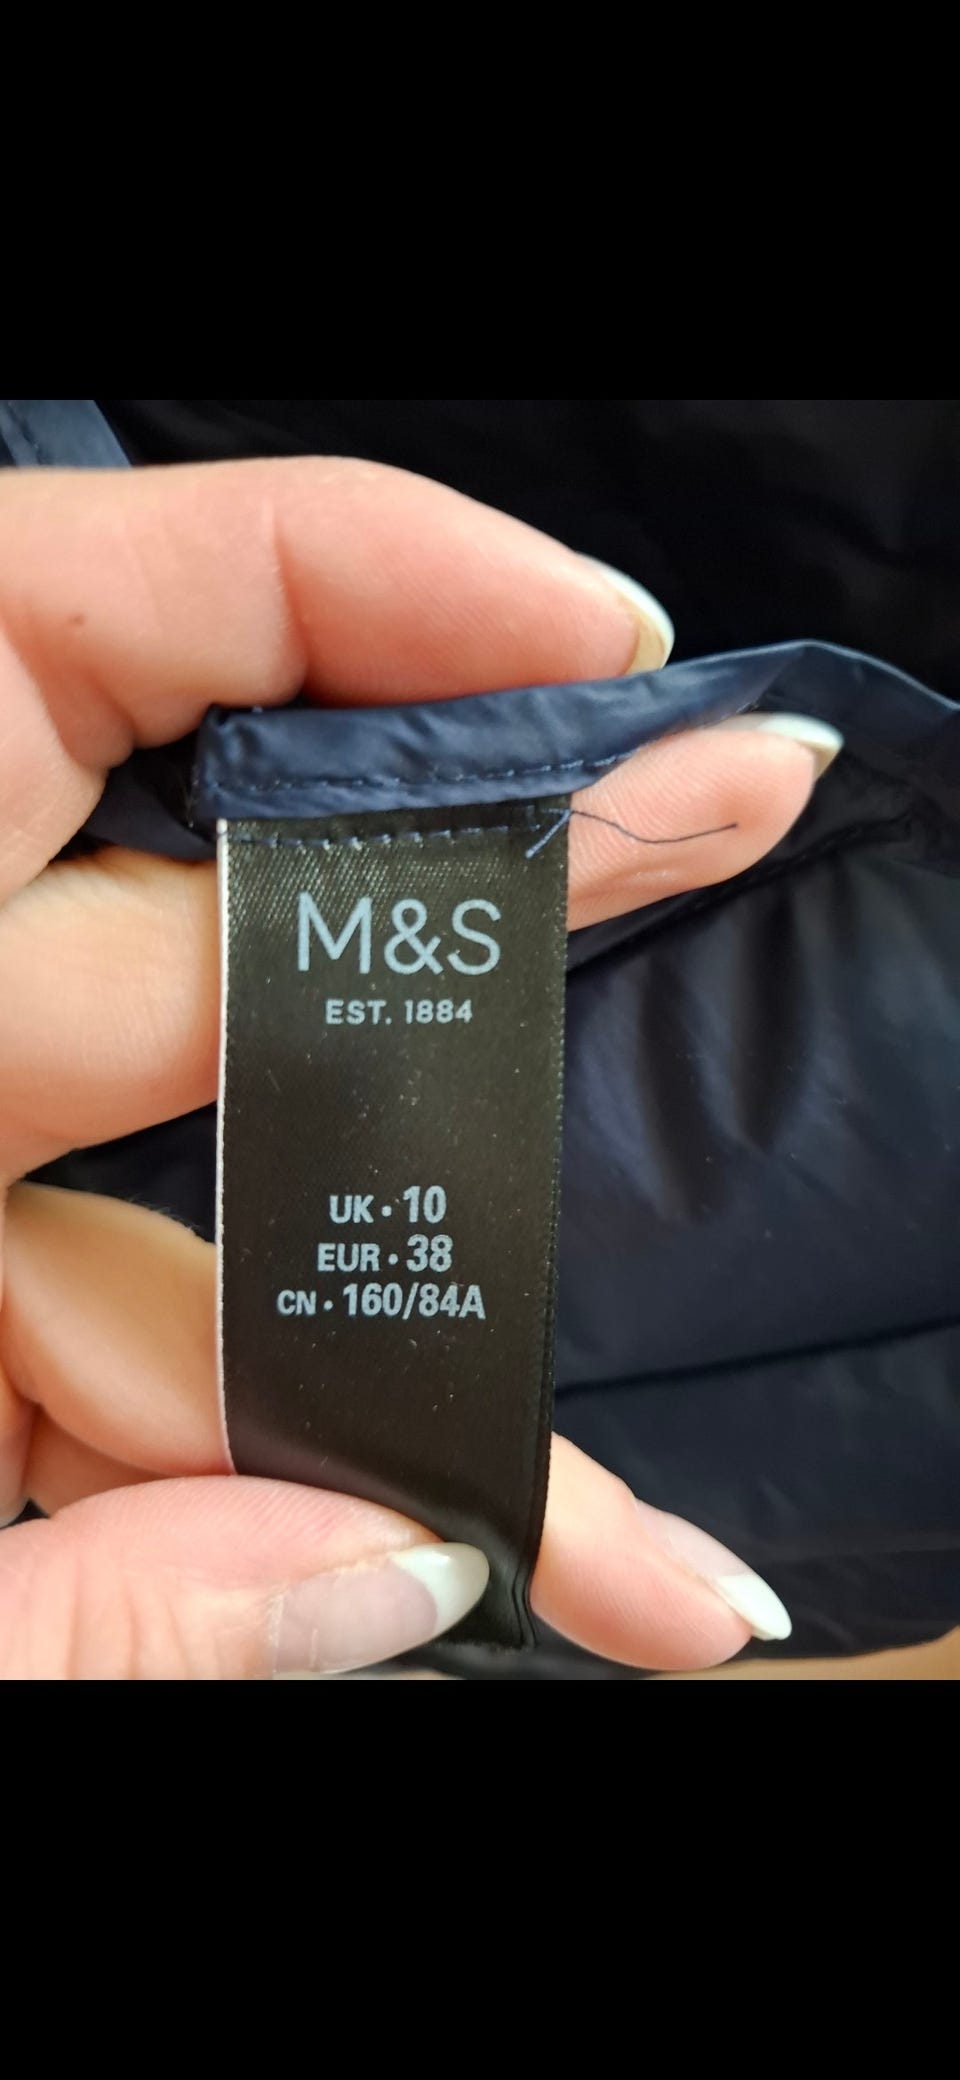 M&S
EST. 1884
UK · 10
EUR · 38
CN · 160/84A